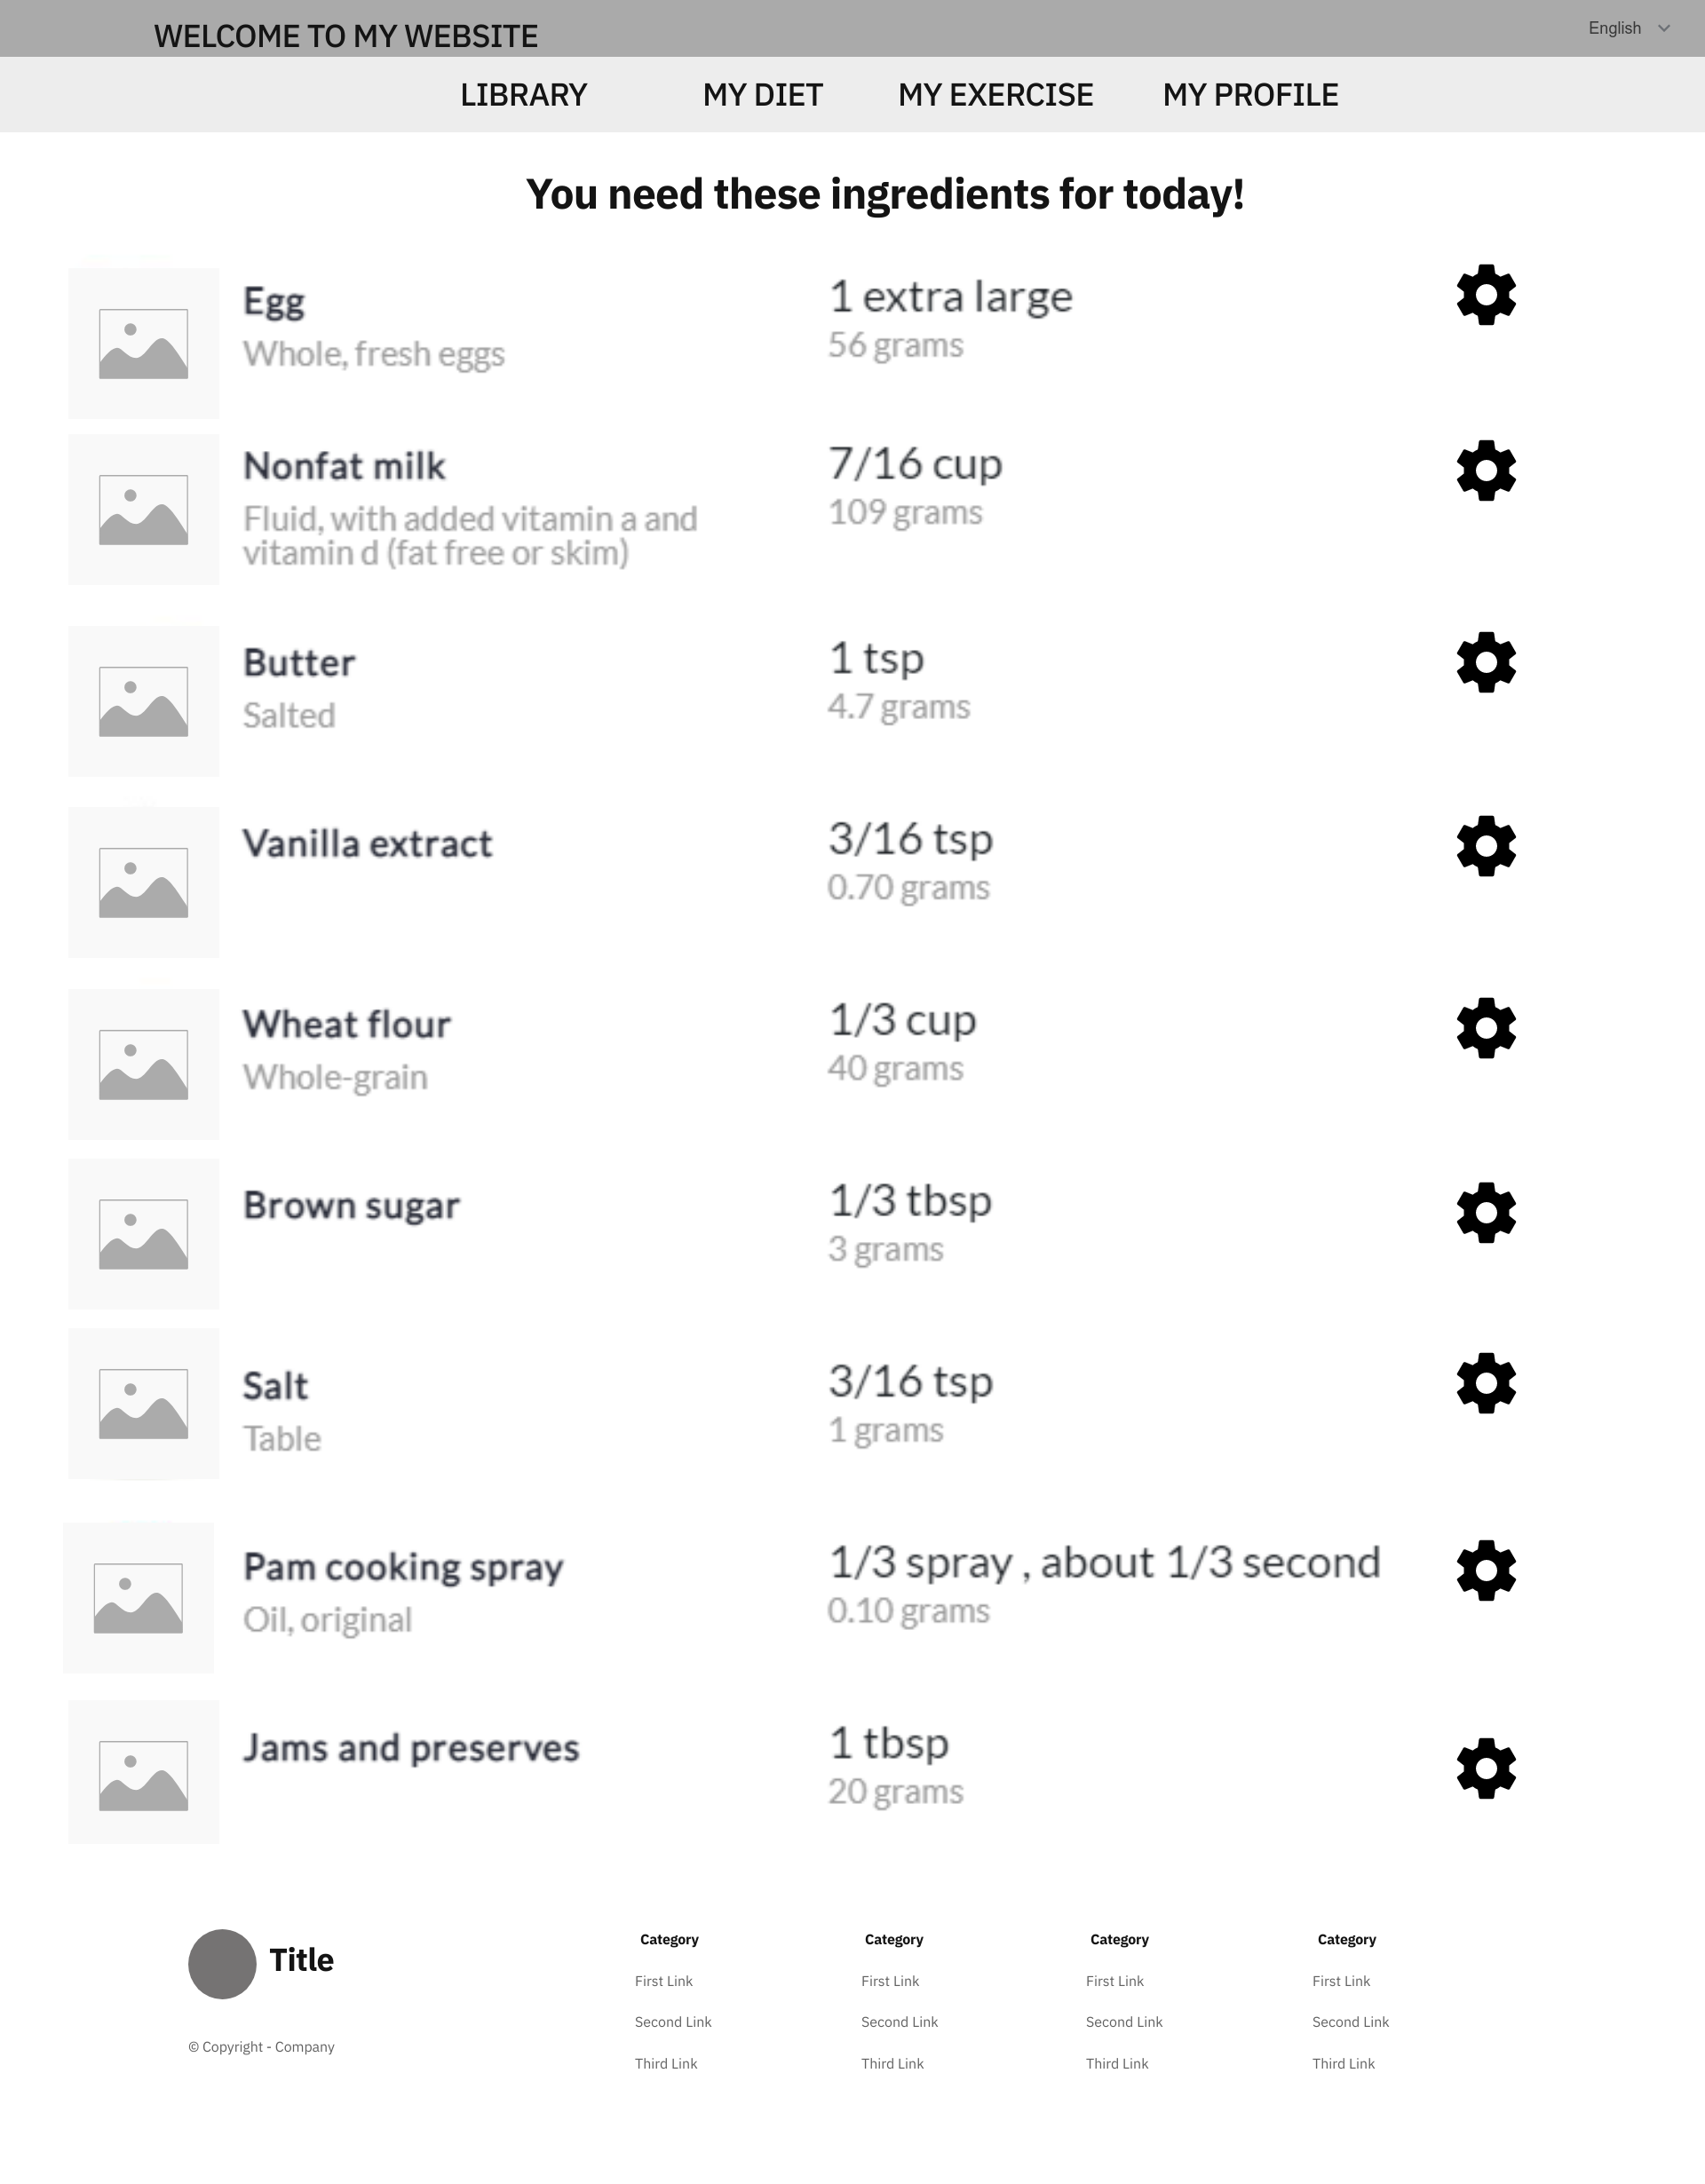 WELCOME TO MY WEBSITE
English
LIBRARY MY DIET MY EXERCISE MY PROFILE
You need these ingredients for today!
Egg
Whole, fresh eggs
1 extra large
56 grams
Nonfat milk
Fluid, with added vitamin a and
vitamin d (fat free or skim)
7/16 cup
109 grams
Butter
Salted
1 tsp
4.7 grams
Vanilla extract
3/16 tsp
0.70 grams
Wheat flour
Whole-grain
1/3 cup
40 grams
Brown sugar
1/3 tbsp
3 grams
Salt
Table
3/16 tsp
1 grams
Pam cooking spray
Oil, original
1/3 spray , about 1/3 second
0.10 grams
Jams and preserves
1 tbsp
20 grams
Title
© Copyright - Company
Category
First Link
Second Link
Third Link
Category
First Link
Second Link
Third Link
Category
First Link
Second Link
Third Link
Category
First Link
Second Link
Third Link